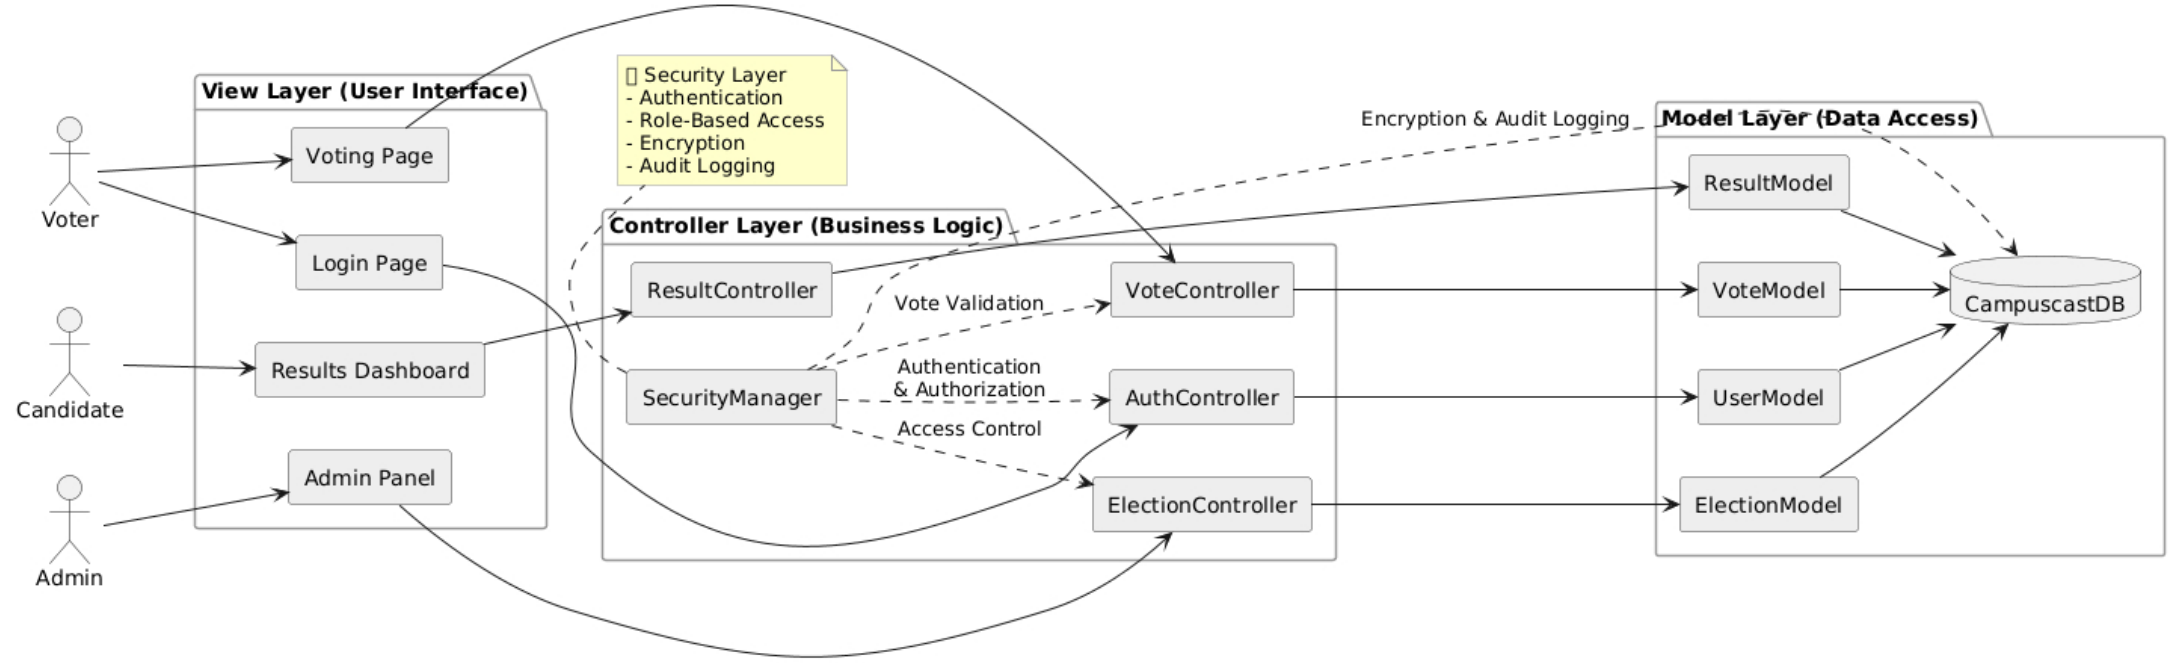 Voter
Candidate
Admin
View Layer (User Interface)
Voting Page
Login Page
Results Dashboard
Admin Panel
Security Layer
- Authentication
- Role-Based Access
- Encryption
- Audit Logging
Controller Layer (Business Logic)
ResultController
SecurityManager
Vote Validation
Authentication
& Authorization
Access Control
VoteController
AuthController
ElectionController
Encryption & Audit Logging
Model Layer (Data Access)
ResultModel
VoteModel
UserModel
ElectionModel
CampuscastDB